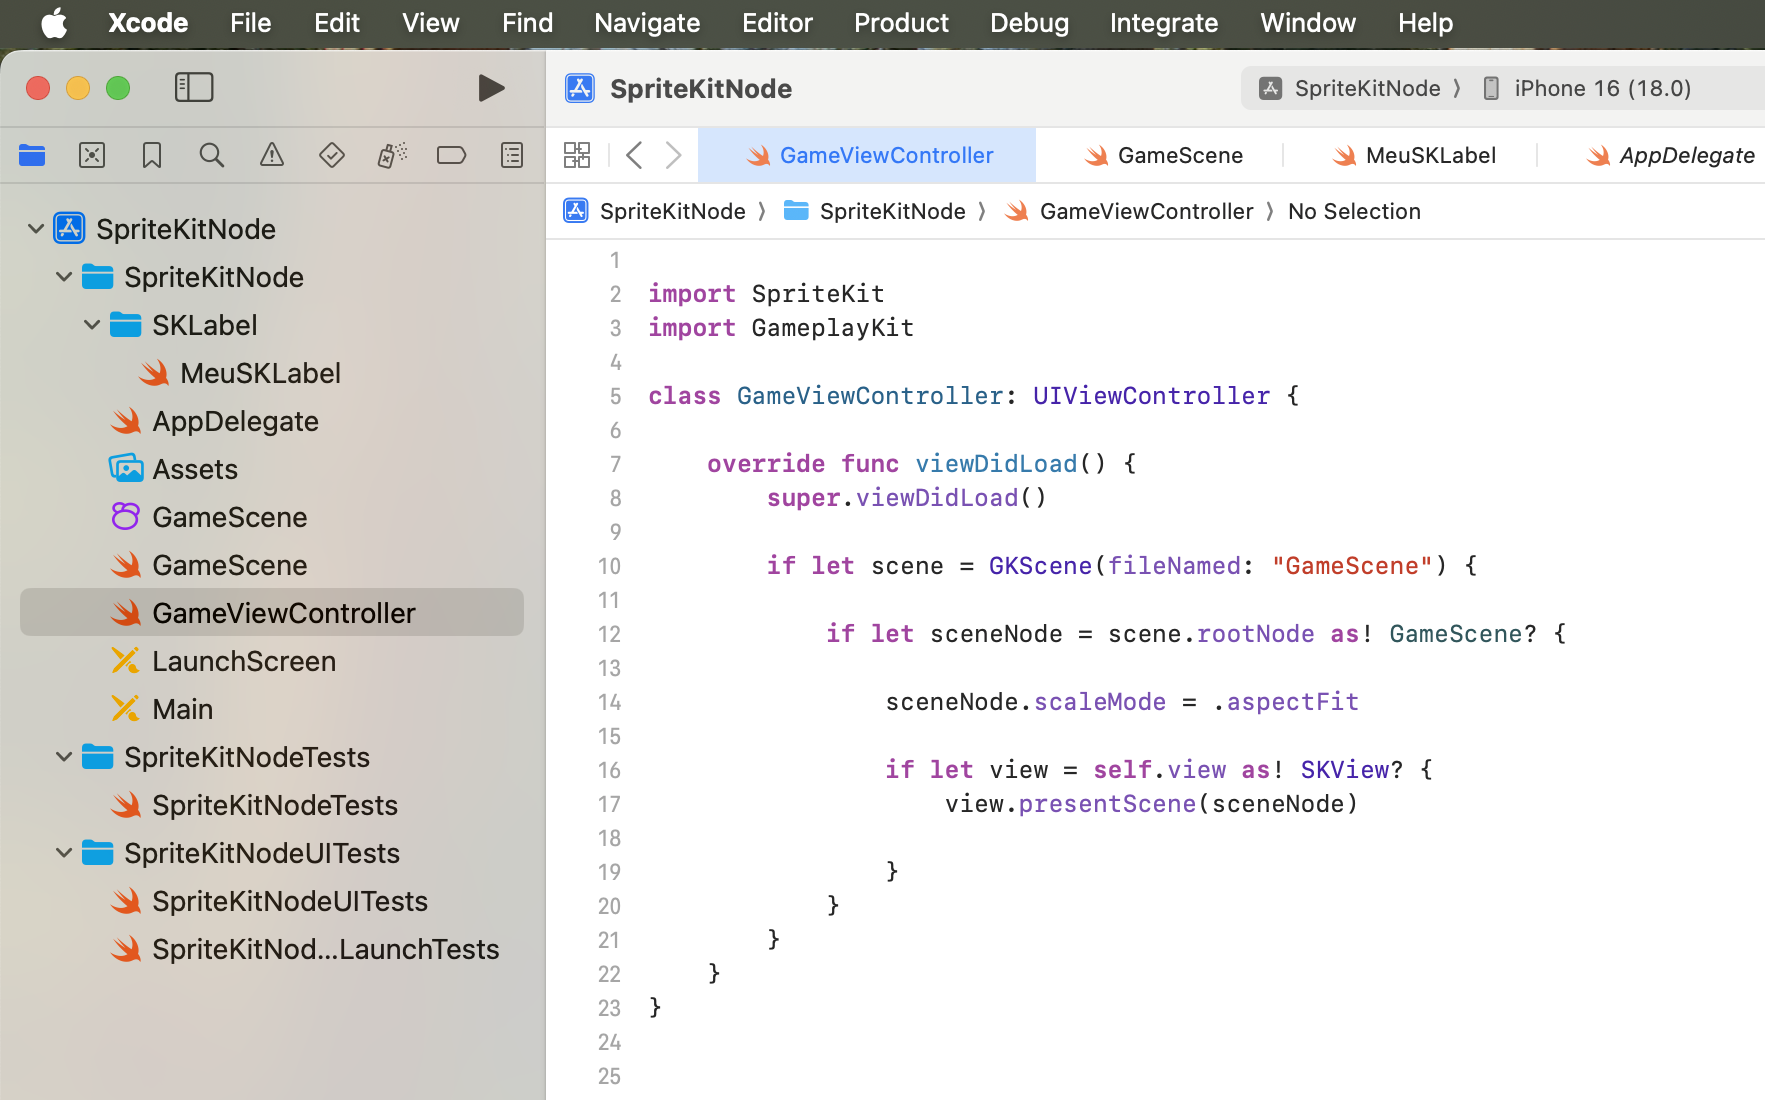 Xcode File Edit View Find Navigate Editor Product Debug Integrate Window Help
SpriteKitNode
SpriteKitNode 〉 iPhone 16 (18.0)
GameViewController GameScene MeuSKLabel AppDelegate
SpriteKitNode 〉 SpriteKitNode 〉 GameViewController 〉 No Selection
SpriteKitNode
SpriteKitNode
SKLabel
MeuSKLabel
AppDelegate
Assets
GameScene
GameScene
GameViewController
LaunchScreen
Main
SpriteKitNodeTests
SpriteKitNodeTests
SpriteKitNodeUITests
SpriteKitNodeUITests
SpriteKitNod...LaunchTests
1
2 import SpriteKit
3 import GameplayKit
4
5 class GameViewController: UIViewController {
6
7     override func viewDidLoad() {
8         super.viewDidLoad()
9
10         if let scene = GKScene(fileNamed: "GameScene") {
11
12             if let sceneNode = scene.rootNode as! GameScene? {
13
14                 sceneNode.scaleMode = .aspectFit
15
16                 if let view = self.view as! SKView? {
17                     view.presentScene(sceneNode)
18
19                 }
20             }
21         }
22     }
23 }
24
25